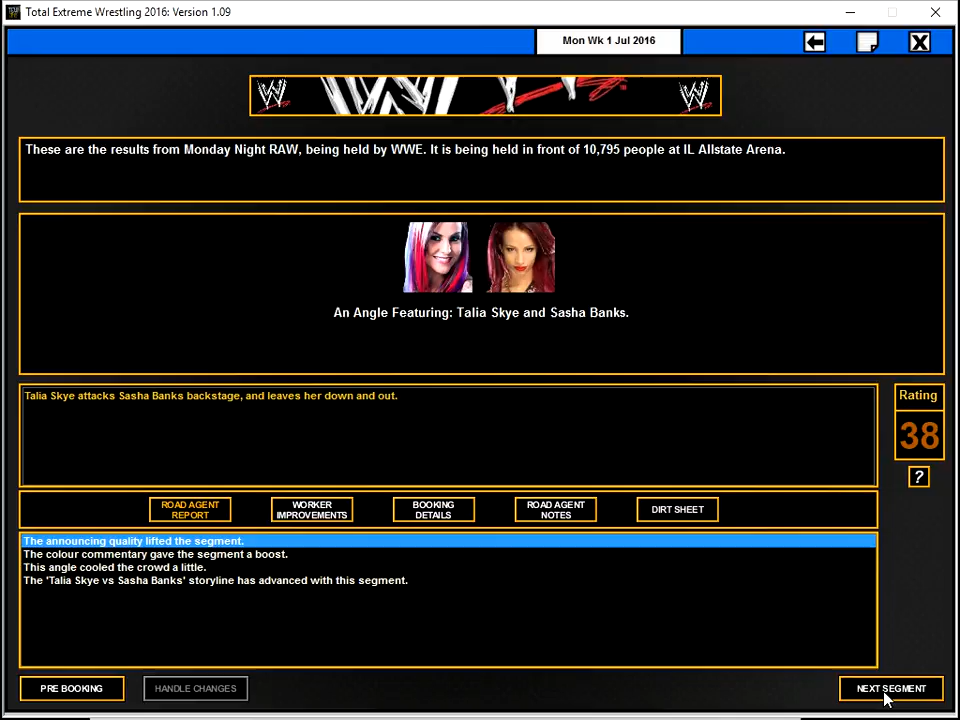 Total Extreme Wrestling 2016: Version 1.09
Mon Wk 1 Jul 2016
These are the results from Monday Night RAW, being held by WWE. It is being held in front of 10,795 people at IL Allstate Arena.
An Angle Featuring: Talia Skye and Sasha Banks.
Talia Skye attacks Sasha Banks backstage, and leaves her down and out.
Rating
38
?
ROAD AGENT
REPORT
WORKER
IMPROVEMENTS
BOOKING
DETAILS
ROAD AGENT
NOTES
DIRT SHEET
The announcing quality lifted the segment.
The colour commentary gave the segment a boost.
This angle cooled the crowd a little.
The 'Talia Skye vs Sasha Banks' storyline has advanced with this segment.
PRE BOOKING
HANDLE CHANGES
NEXT SEGMENT